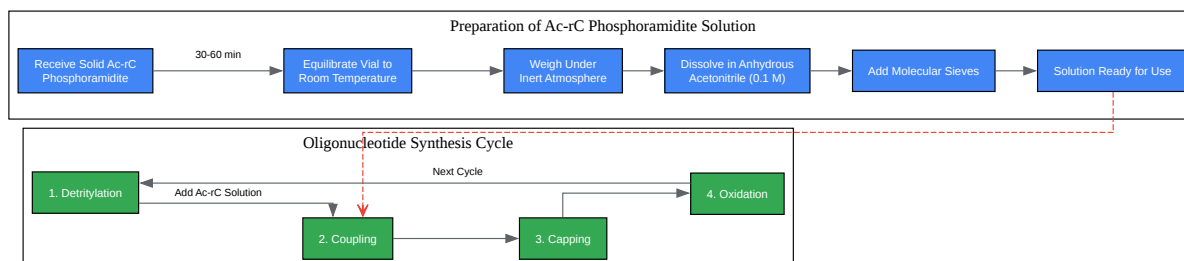 Preparation of Ac-rC Phosphoramidite Solution
Receive Solid Ac-rC
Phosphoramidite
30-60 min
Equilibrate Vial to
Room Temperature
Weigh Under
Inert Atmosphere
Dissolve in Anhydrous
Acetonitrile (0.1 M)
Add Molecular Sieves
Solution Ready for Use
Oligonucleotide Synthesis Cycle
1. Detritylation
Next Cycle
Add Ac-rC Solution
4. Oxidation
2. Coupling
3. Capping